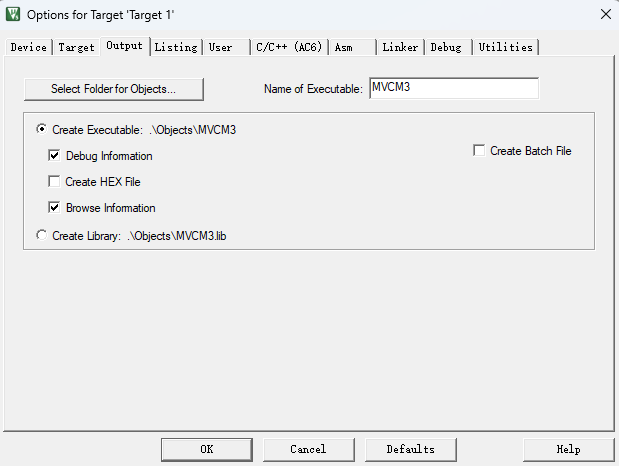 Options for Target 'Target 1'
Device Target Output Listing User C/C++ (AC6) Asm Linker Debug Utilities
Select Folder for Objects... Name of Executable: MVCM3
Create Executable: .\Objects\MVCM3
Debug Information Create Batch File
Create HEX File
Browse Information
Create Library: .\Objects\MVCM3.lib
OK Cancel Defaults Help